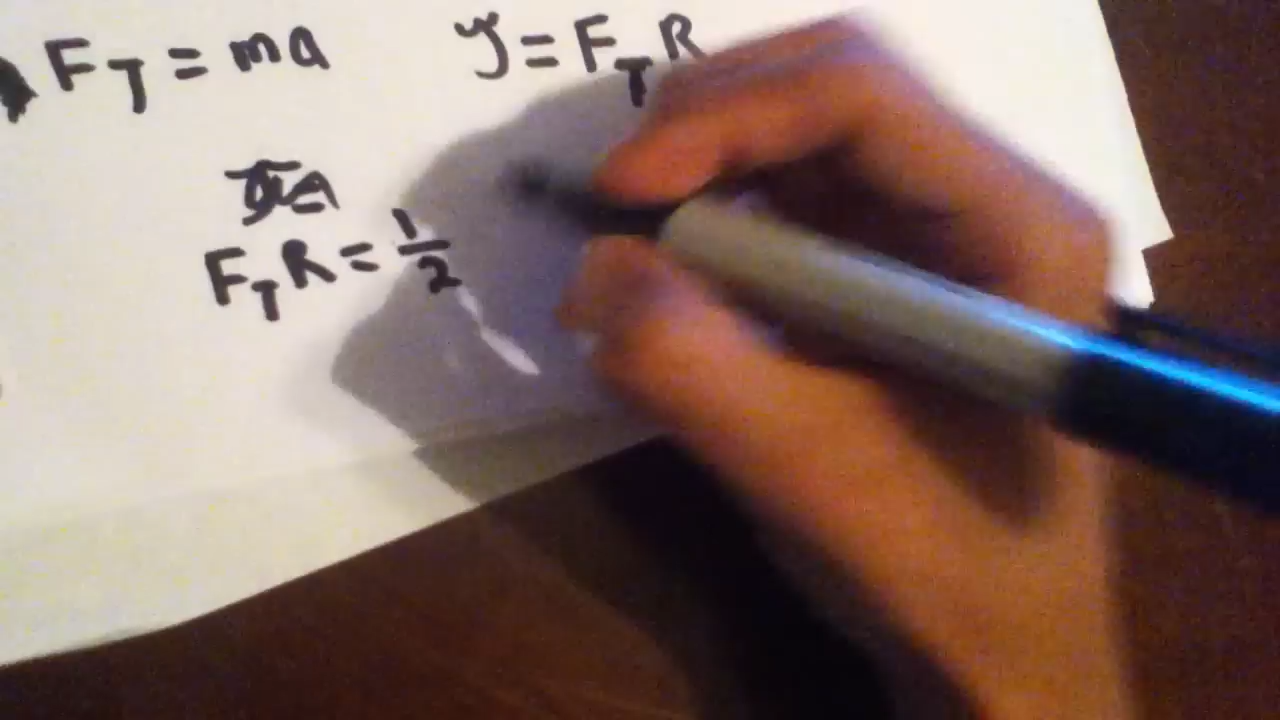 F_T = ma   τ = F_T R
F_T R = 1/2